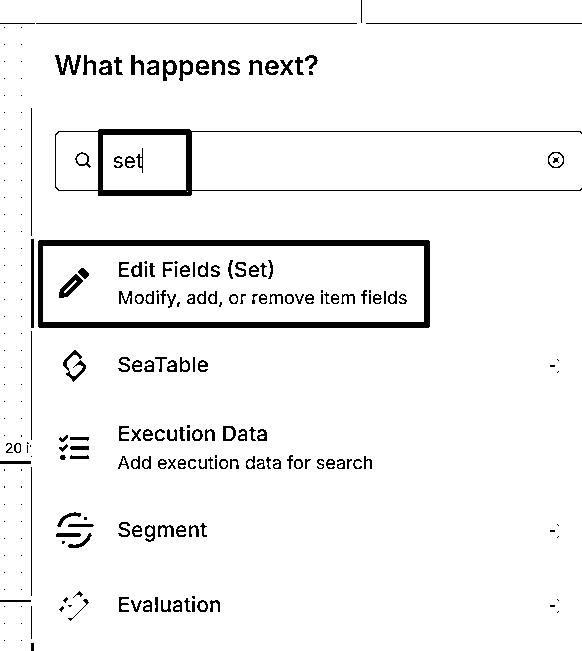 What happens next?
set
Edit Fields (Set)
Modify, add, or remove item fields
SeaTable
Execution Data
20 i
Add execution data for search
Segment
Evaluation